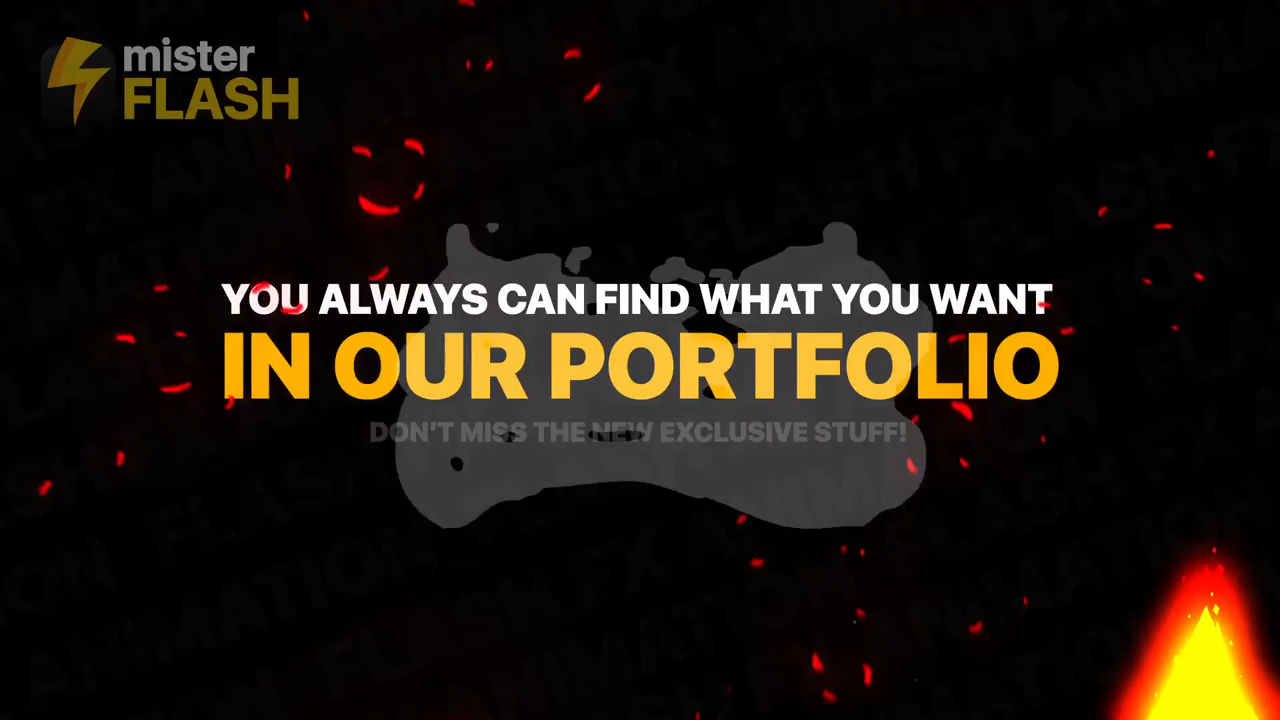 mister
FLASH
YOU ALWAYS CAN FIND WHAT YOU WANT
IN OUR PORTFOLIO
DON'T MISS THE NEW EXCLUSIVE STUFF!